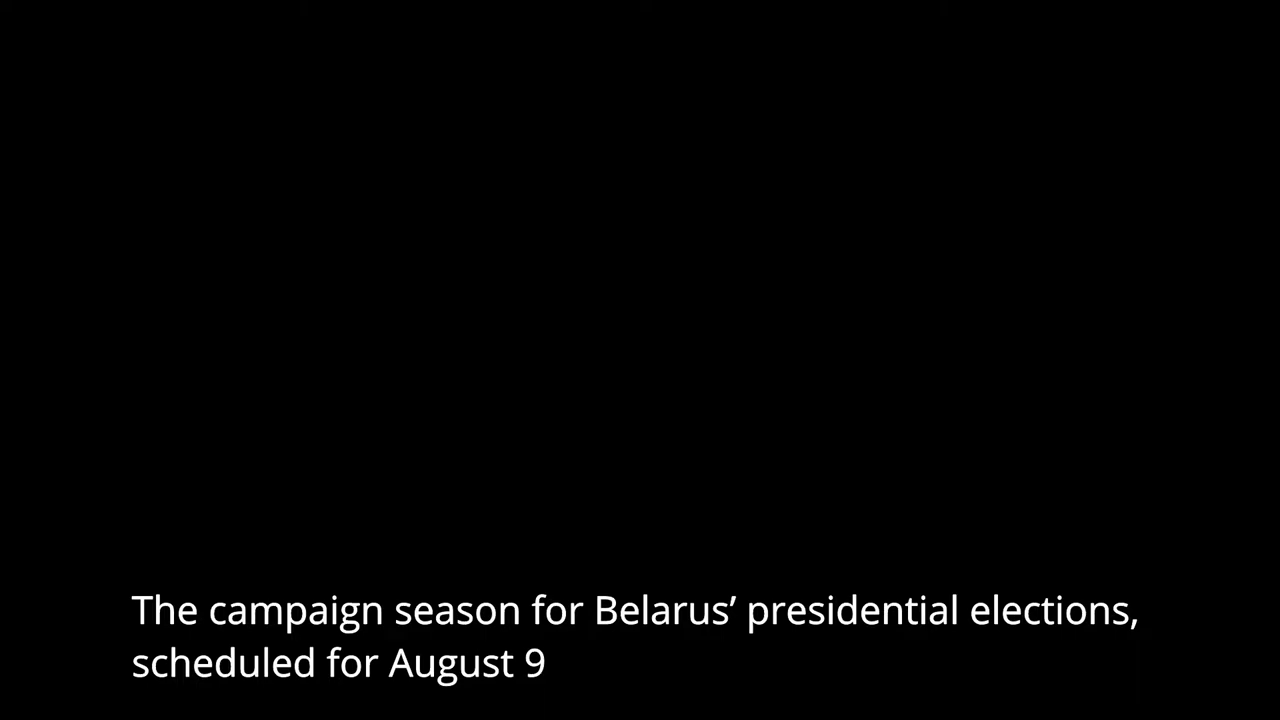 The campaign season for Belarus’ presidential elections,
scheduled for August 9